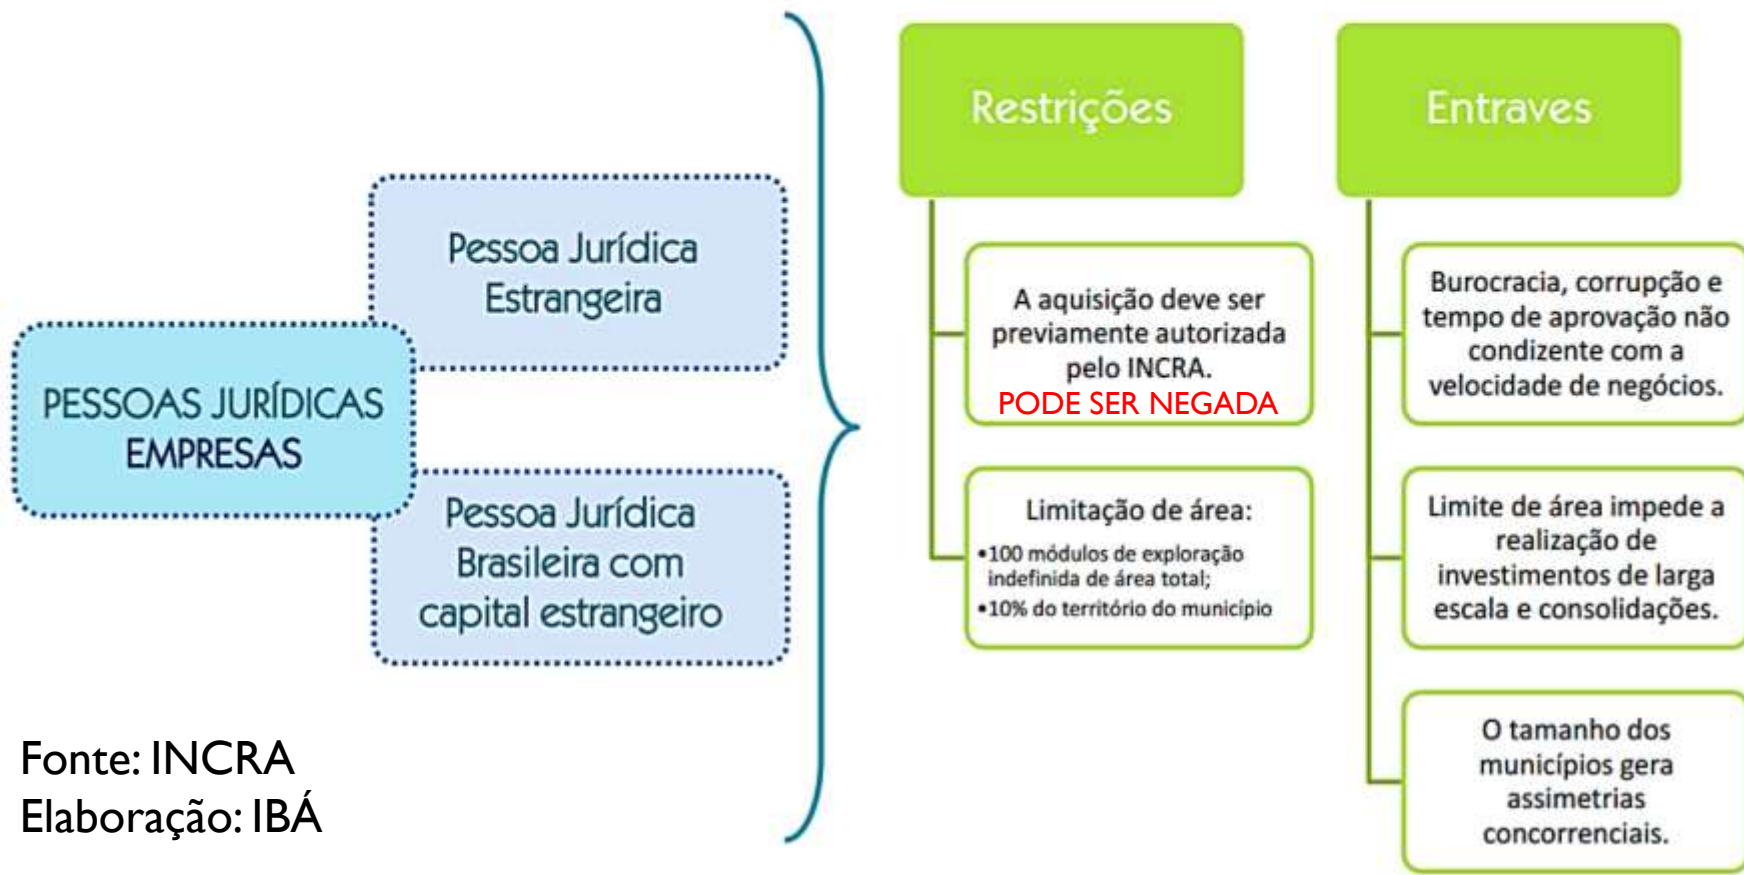 PESSOAS JURÍDICAS
EMPRESAS
Pessoa Jurídica
Estrangeira
Pessoa Jurídica
Brasileira com
capital estrangeiro
Restrições
A aquisição deve ser
previamente autorizada
pelo INCRA.
PODE SER NEGADA
Limitação de área:
•100 módulos de exploração
indefinida de área total;
•10% do território do município
Entraves
Burocracia, corrupção e
tempo de aprovação não
condizente com a
velocidade de negócios.
Limite de área impede a
realização de
investimentos de larga
escala e consolidações.
O tamanho dos
municípios gera
assimetrias
concorrenciais.
Fonte: INCRA
Elaboração: IBÁ